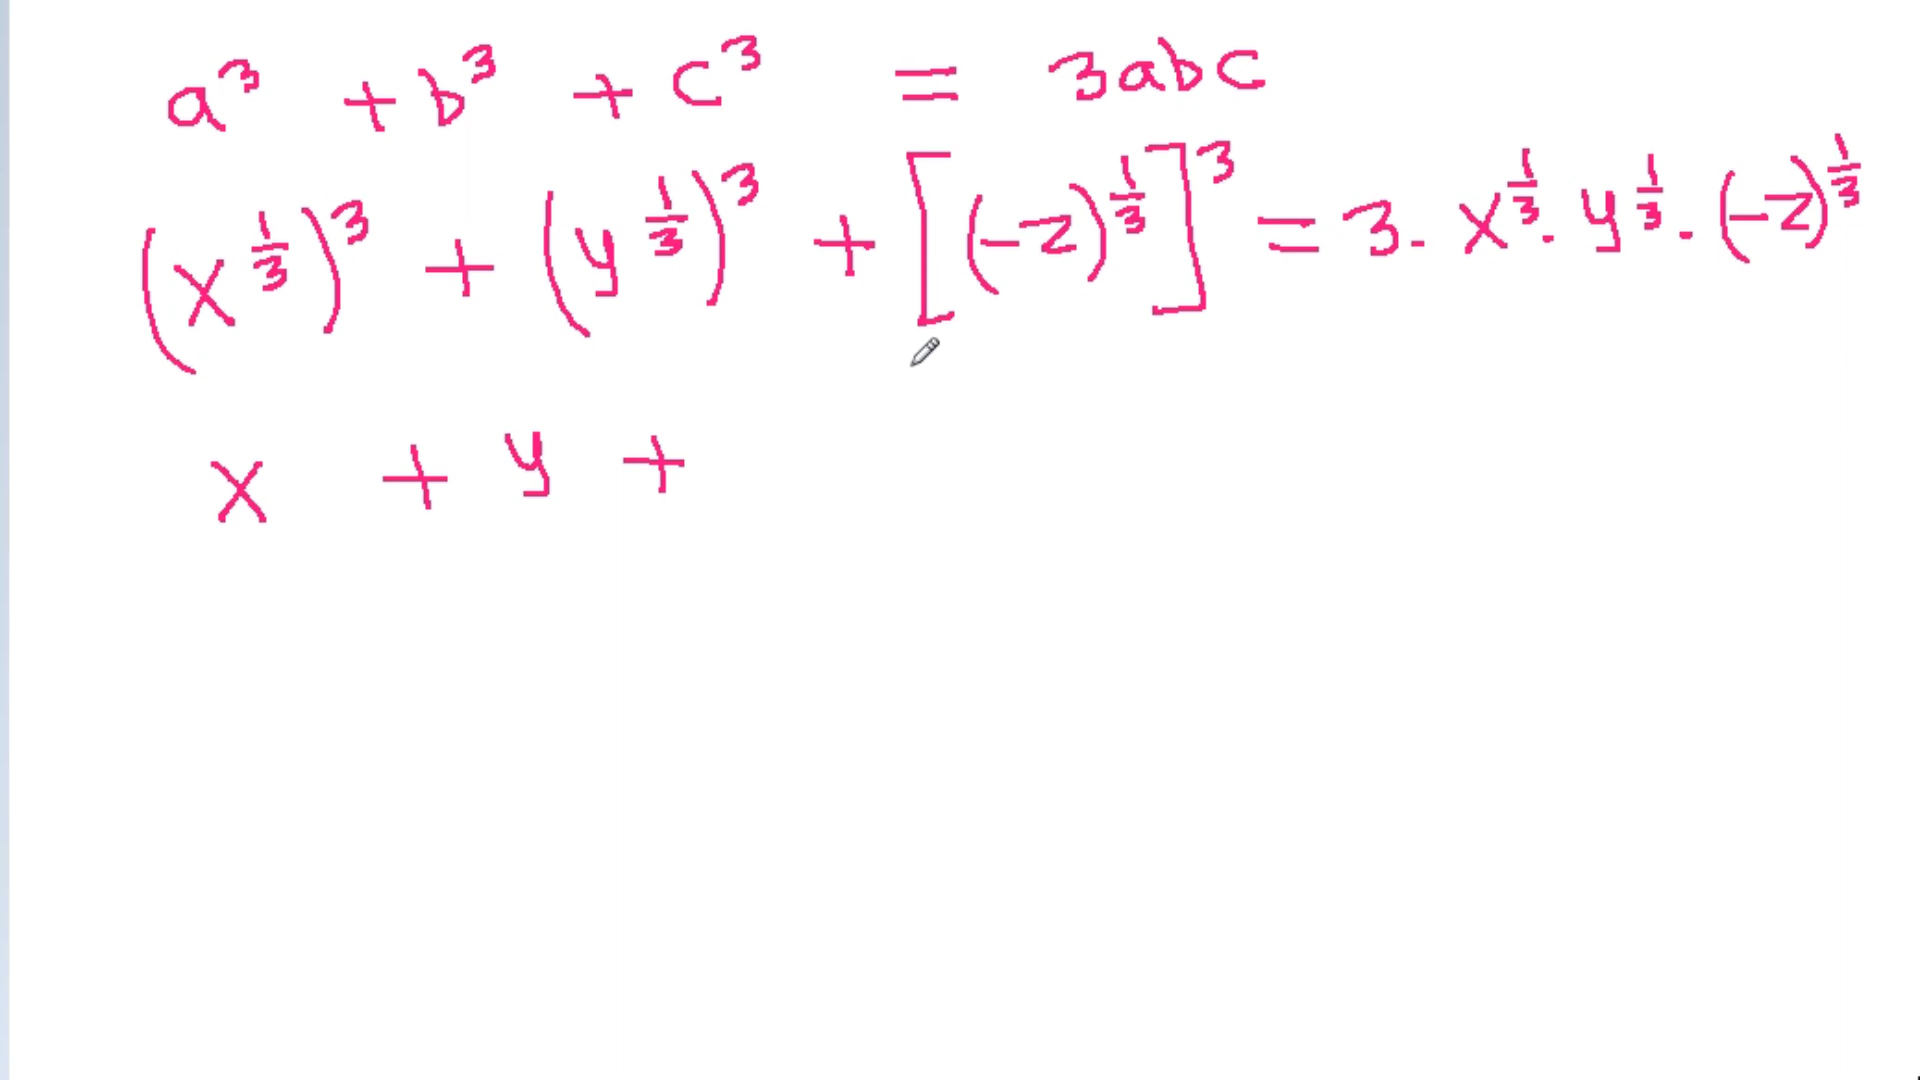 a³ + b³ + c³ = 3abc
(x^{1/3})³ + (y^{1/3})³ + [(-z)^{1/3}]³ = 3. x^{1/3}. y^{1/3}. (-z)^{1/3}
x + y +